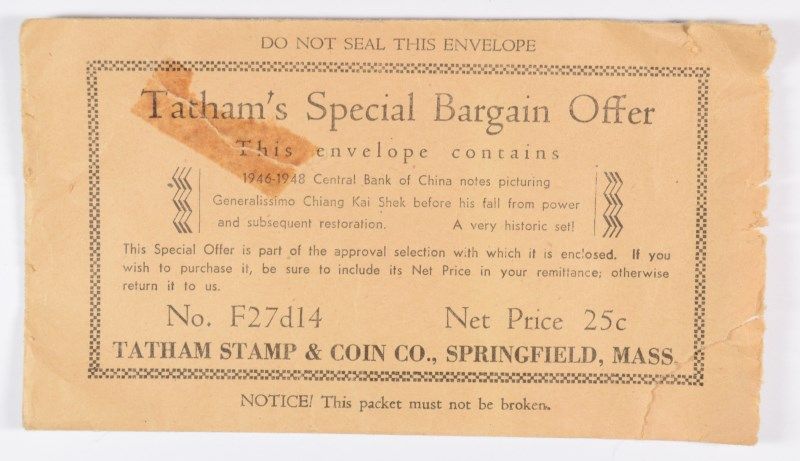 DO NOT SEAL THIS ENVELOPE
Tatham's Special Bargain Offer
This envelope contains
1946-1948 Central Bank of China notes picturing
Generalissimo Chiang Kai Shek before his fall from power
and subsequent restoration. A very historic set!
This Special Offer is part of the approval selection with which it is enclosed. If you
wish to purchase it, be sure to include its Net Price in your remittance; otherwise
return it to us.
No. F27d14 Net Price 25c
TATHAM STAMP & COIN CO., SPRINGFIELD, MASS.
NOTICE! This packet must not be broken.